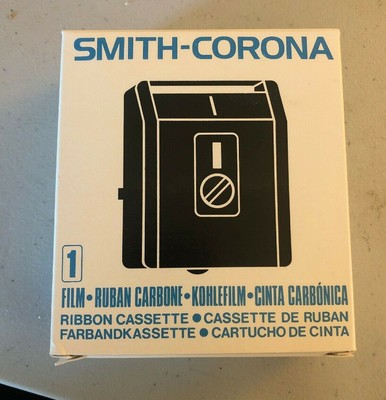 SMITH-CORONA
1
FILM•RUBAN CARBONE•KOHLEFILM•CINTA CARBÓNICA
RIBBON CASSETTE ● CASSETTE DE RUBAN
FARBANDKASSETTE ● CARTUCHO DE CINTA